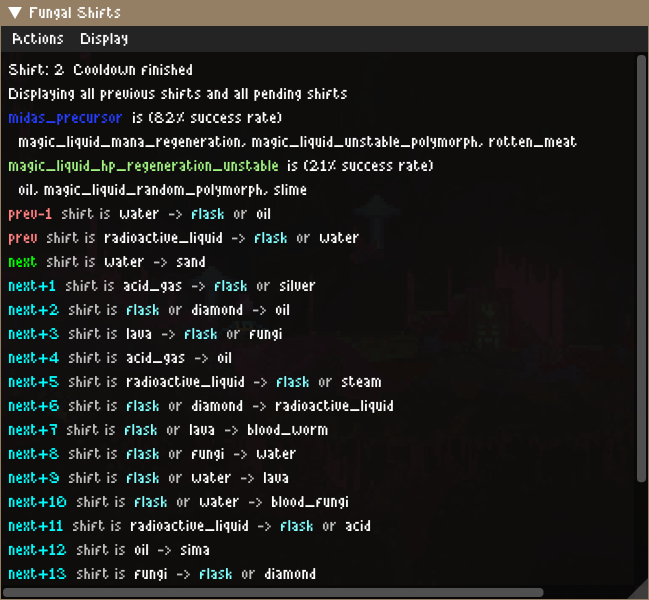 ▼ Fungal Shifts
Actions Display
Shift: 2 Cooldown finished
Displaying all previous shifts and all pending shifts
midas_precursor is (82% success rate)
magic_liquid_mana_regeneration, magic_liquid_unstable_polymorph, rotten_meat
magic_liquid_hp_regeneration_unstable is (21% success rate)
oil, magic_liquid_random_polymorph, slime
prev-1 shift is water -> flask or oil
prev shift is radioactive_liquid -> flask or water
next shift is water -> sand
next+1 shift is acid_gas -> flask or silver
next+2 shift is flask or diamond -> oil
next+3 shift is lava -> flask or fungi
next+4 shift is acid_gas -> oil
next+5 shift is radioactive_liquid -> flask or steam
next+6 shift is flask or diamond -> radioactive_liquid
next+7 shift is flask or lava -> blood_worm
next+8 shift is flask or fungi -> water
next+9 shift is flask or water -> lava
next+10 shift is flask or water -> blood_fungi
next+11 shift is radioactive_liquid -> flask or acid
next+12 shift is oil -> sima
next+13 shift is fungi -> flask or diamond